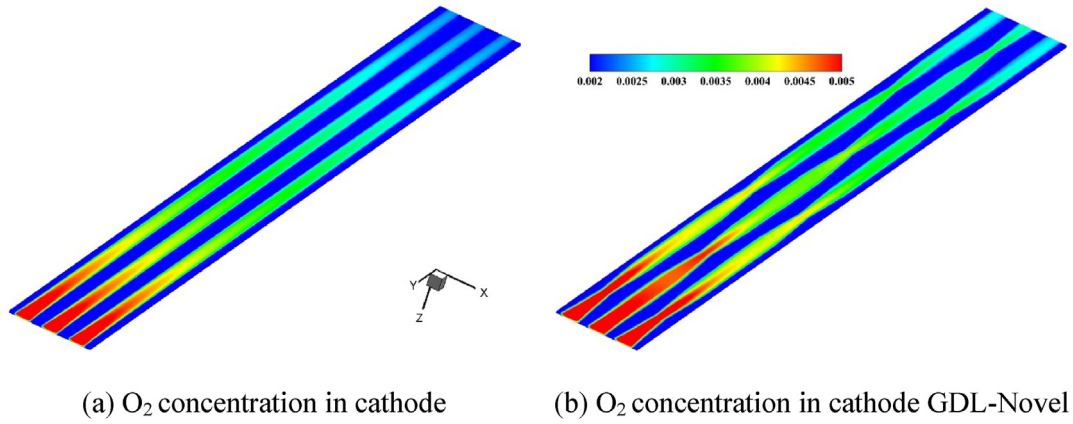 0.002 0.0025 0.003 0.0035 0.004 0.0045 0.005
Y X
Z
(a) O₂ concentration in cathode
(b) O₂ concentration in cathode GDL-Novel